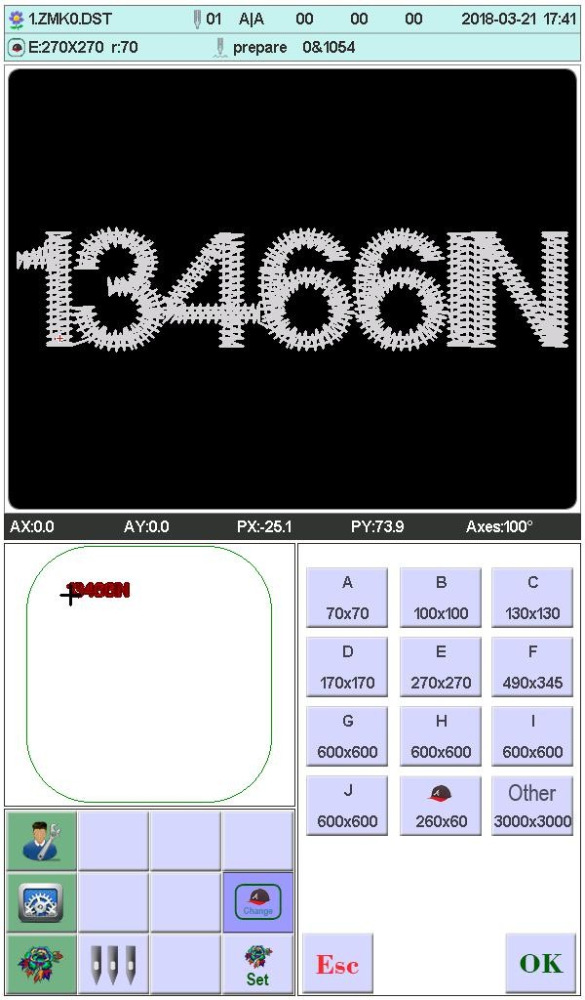 1.ZMK0.DST 01 A|A 00 00 00 2018-03-21 17:41
E:270X270 r:70 prepare 0&1054
13466IN
AX:0.0 AY:0.0 PX:-25.1 PY:73.9 Axes:100°
13466IN
A B C
70x70 100x100 130x130
D E F
170x170 270x270 490x345
G H I
600x600 600x600 600x600
J Other
600x600 260x60 3000x3000
Change
Set
Esc OK